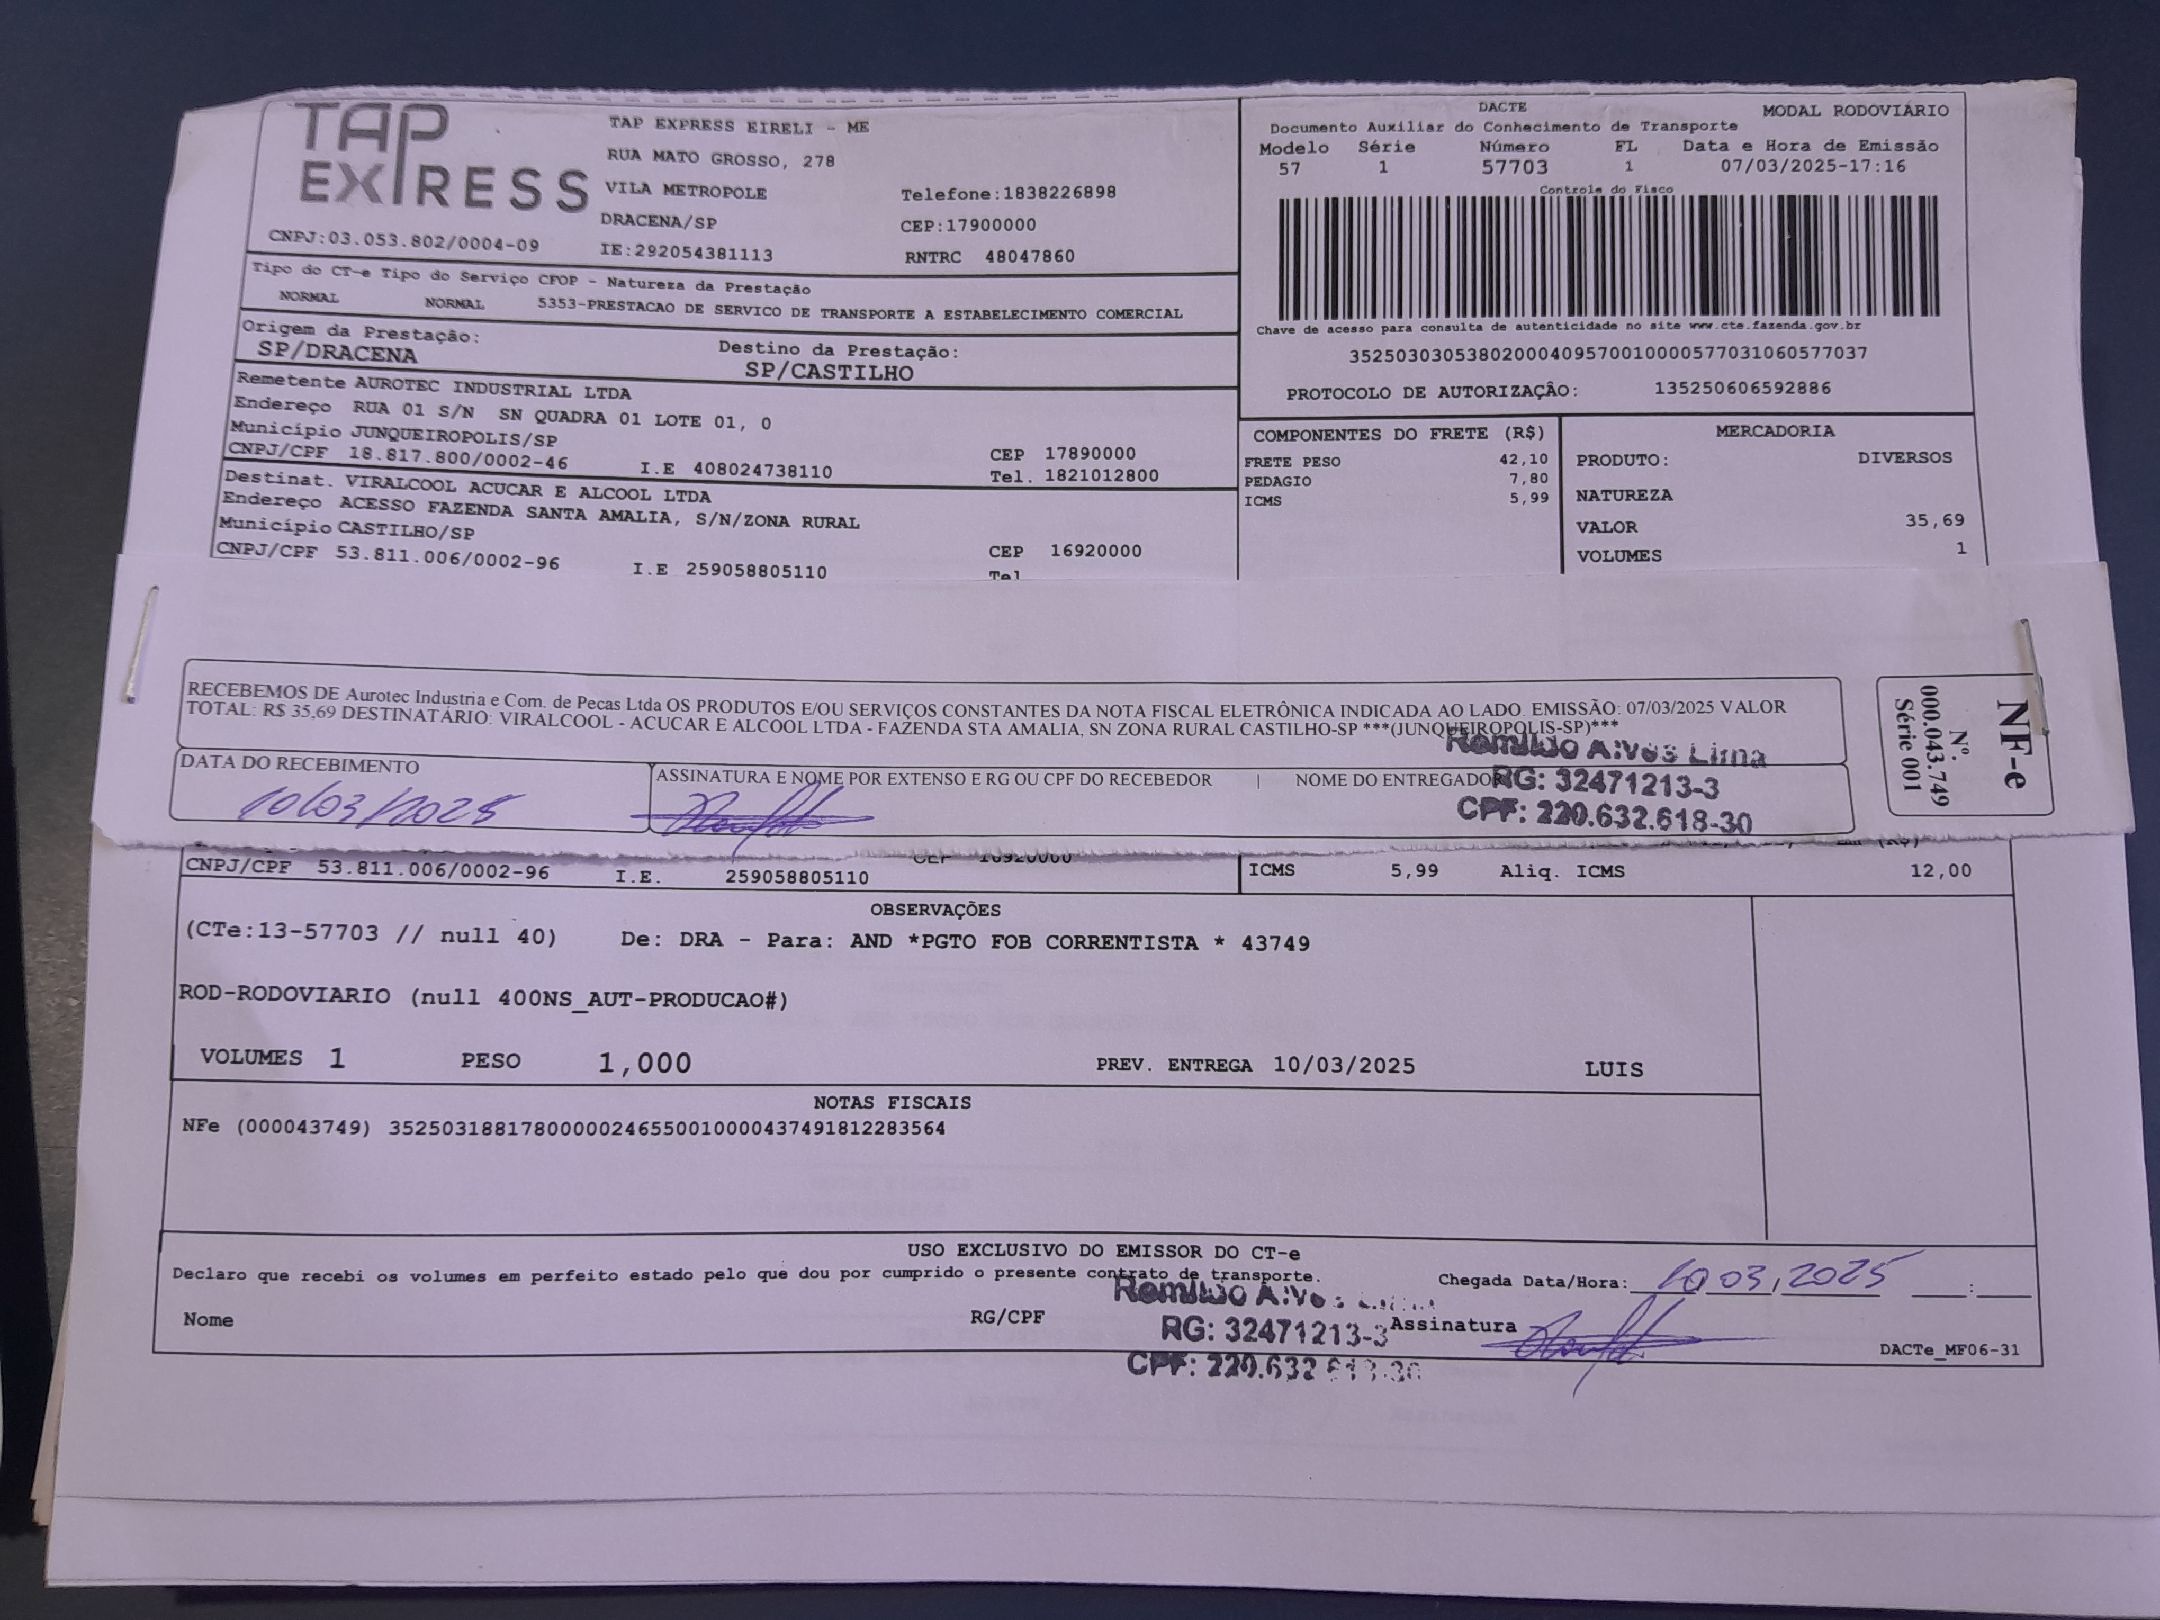 TAP
EXPRESS
TAP EXPRESS EIRELI - ME
RUA MATO GROSSO, 278
VILA METROPOLE Telefone:1838226898
DRACENA/SP CEP:17900000
CNPJ:03.053.802/0004-09 IE:292054381113 RNTRC 48047860
DACTE MODAL RODOVIÁRIO
Documento Auxiliar do Conhecimento de Transporte
Modelo Série Número FL Data e Hora de Emissão
57 1 57703 1 07/03/2025-17:16
Controle do Fisco
Chave de acesso para consulta de autenticidade no site www.cte.fazenda.gov.br
35250303053802000409570010000577031060577037
PROTOCOLO DE AUTORIZAÇÃO: 135250606592886
Tipo do CT-e Tipo do Serviço CFOP - Natureza da Prestação
NORMAL NORMAL 5353-PRESTACAO DE SERVICO DE TRANSPORTE A ESTABELECIMENTO COMERCIAL
Origem da Prestação: Destino da Prestação:
SP/DRACENA SP/CASTILHO
Remetente AUROTEC INDUSTRIAL LTDA
Endereço RUA 01 S/N SN QUADRA 01 LOTE 01, 0
Município JUNQUEIROPOLIS/SP CEP 17890000
CNPJ/CPF 18.817.800/0002-46 I.E 408024738110 Tel. 1821012800
Destinat. VIRALCOOL ACUCAR E ALCOOL LTDA
Endereço ACESSO FAZENDA SANTA AMALIA, S/N/ZONA RURAL
Município CASTILHO/SP CEP 16920000
CNPJ/CPF 53.811.006/0002-96 I.E 259058805110 Tel
COMPONENTES DO FRETE (R$)
FRETE PESO 42,10
PEDAGIO 7,80
ICMS 5,99
MERCADORIA
PRODUTO: DIVERSOS
NATUREZA
VALOR 35,69
VOLUMES 1
RECEBEMOS DE Aurotec Industria e Com. de Pecas Ltda OS PRODUTOS E/OU SERVIÇOS CONSTANTES DA NOTA FISCAL ELETRÔNICA INDICADA AO LADO. EMISSÃO: 07/03/2025 VALOR
TOTAL: R$ 35,69 DESTINATÁRIO: VIRALCOOL - ACUCAR E ALCOOL LTDA - FAZENDA STA AMALIA, SN ZONA RURAL CASTILHO-SP ***(JUNQUEIROPOLIS-SP)***
DATA DO RECEBIMENTO
10/03/2025
ASSINATURA E NOME POR EXTENSO E RG OU CPF DO RECEBEDOR | NOME DO ENTREGADOR
Alves Lima
RG: 32471213-3
CPF: 220.632.618-30
NF-e
Nº
000.043.749
Série 001
CEP 16920000
CNPJ/CPF 53.811.006/0002-96 I.E. 259058805110
ICMS 5,99 Aliq. ICMS 12,00
OBSERVAÇÕES
(CTe:13-57703 // null 40) De: DRA - Para: AND *PGTO FOB CORRENTISTA * 43749
ROD-RODOVIARIO (null 400NS_AUT-PRODUCAO#)
VOLUMES 1 PESO 1,000 PREV. ENTREGA 10/03/2025 LUIS
NOTAS FISCAIS
NFe (000043749) 35250318817800000246550010000437491812283564
USO EXCLUSIVO DO EMISSOR DO CT-e
Declaro que recebi os volumes em perfeito estado pelo que dou por cumprido o presente contrato de transporte. Chegada Data/Hora: 10 03, 2025 :
Nome RG/CPF Assinatura
RG: 32471213-3
CPF: 220.632
DACTe_MF06-31